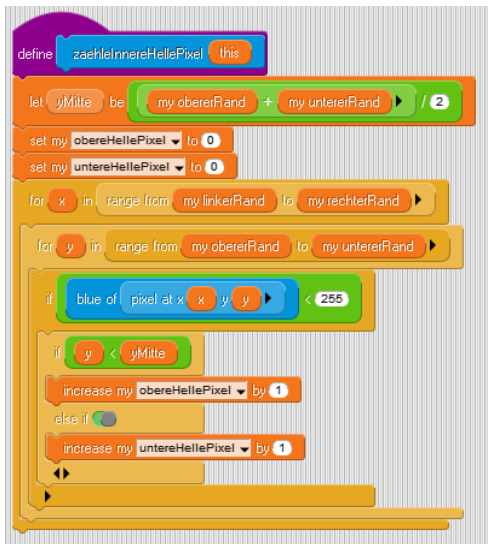 define zaehleInnereHellePixel this
let yMitte be my obererRand + my untererRand / 2
set my obereHellePixel to 0
set my untereHellePixel to 0
for x in range from my linkerRand to my rechterRand
for y in range from my obererRand to my untererRand
if blue of pixel at x x y y < 255
if y < yMitte
increase my obereHellePixel by 1
else if
increase my untereHellePixel by 1